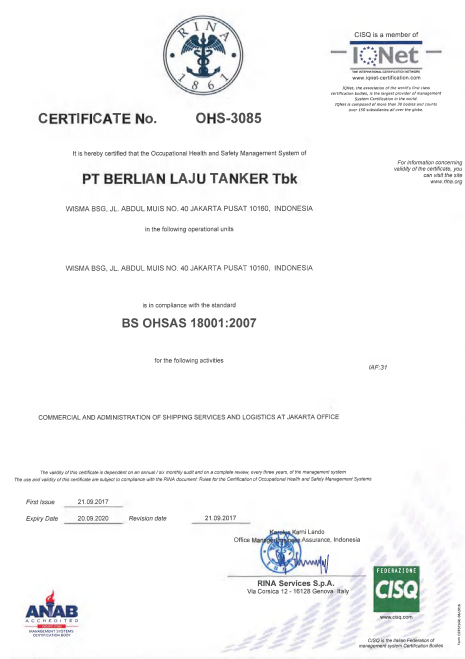 RINA
1861
CISQ is a member of
IQNet
THE INTERNATIONAL CERTIFICATION NETWORK
www.iqnet-certification.com
IQNet, the association of the world's first class
certification bodies, is the largest provider of management
System Certification in the world.
IQNet is composed of more than 30 bodies and counts
over 150 subsidiaries all over the globe.
CERTIFICATE No. OHS-3085
It is hereby certified that the Occupational Health and Safety Management System of
For information concerning
validity of the certificate, you
can visit the site
www.rina.org
PT BERLIAN LAJU TANKER Tbk
WISMA BSG, JL. ABDUL MUIS NO. 40 JAKARTA PUSAT 10160, INDONESIA
in the following operational units
WISMA BSG, JL. ABDUL MUIS NO. 40 JAKARTA PUSAT 10160, INDONESIA
is in compliance with the standard
BS OHSAS 18001:2007
for the following activities
IAF:31
COMMERCIAL AND ADMINISTRATION OF SHIPPING SERVICES AND LOGISTICS AT JAKARTA OFFICE
The validity of this certificate is dependent on an annual / six monthly audit and on a complete review, every three years, of the management system
The use and validity of this certificate are subject to compliance with the RINA document: Rules for the Certification of Occupational Health and Safety Management Systems
First Issue 21.09.2017
Expiry Date 20.09.2020 Revision date 21.09.2017
Kami Lando
Office Assurance, Indonesia
RINA Services S.p.A.
Via Corsica 12 - 16128 Genova Italy
ANAB
ACCREDITED
MANAGEMENT SYSTEMS
CERTIFICATION BODY
FEDERAZIONE
CISQ
www.cisq.com
CISQ is the Italian Federation of
management system Certification Bodies